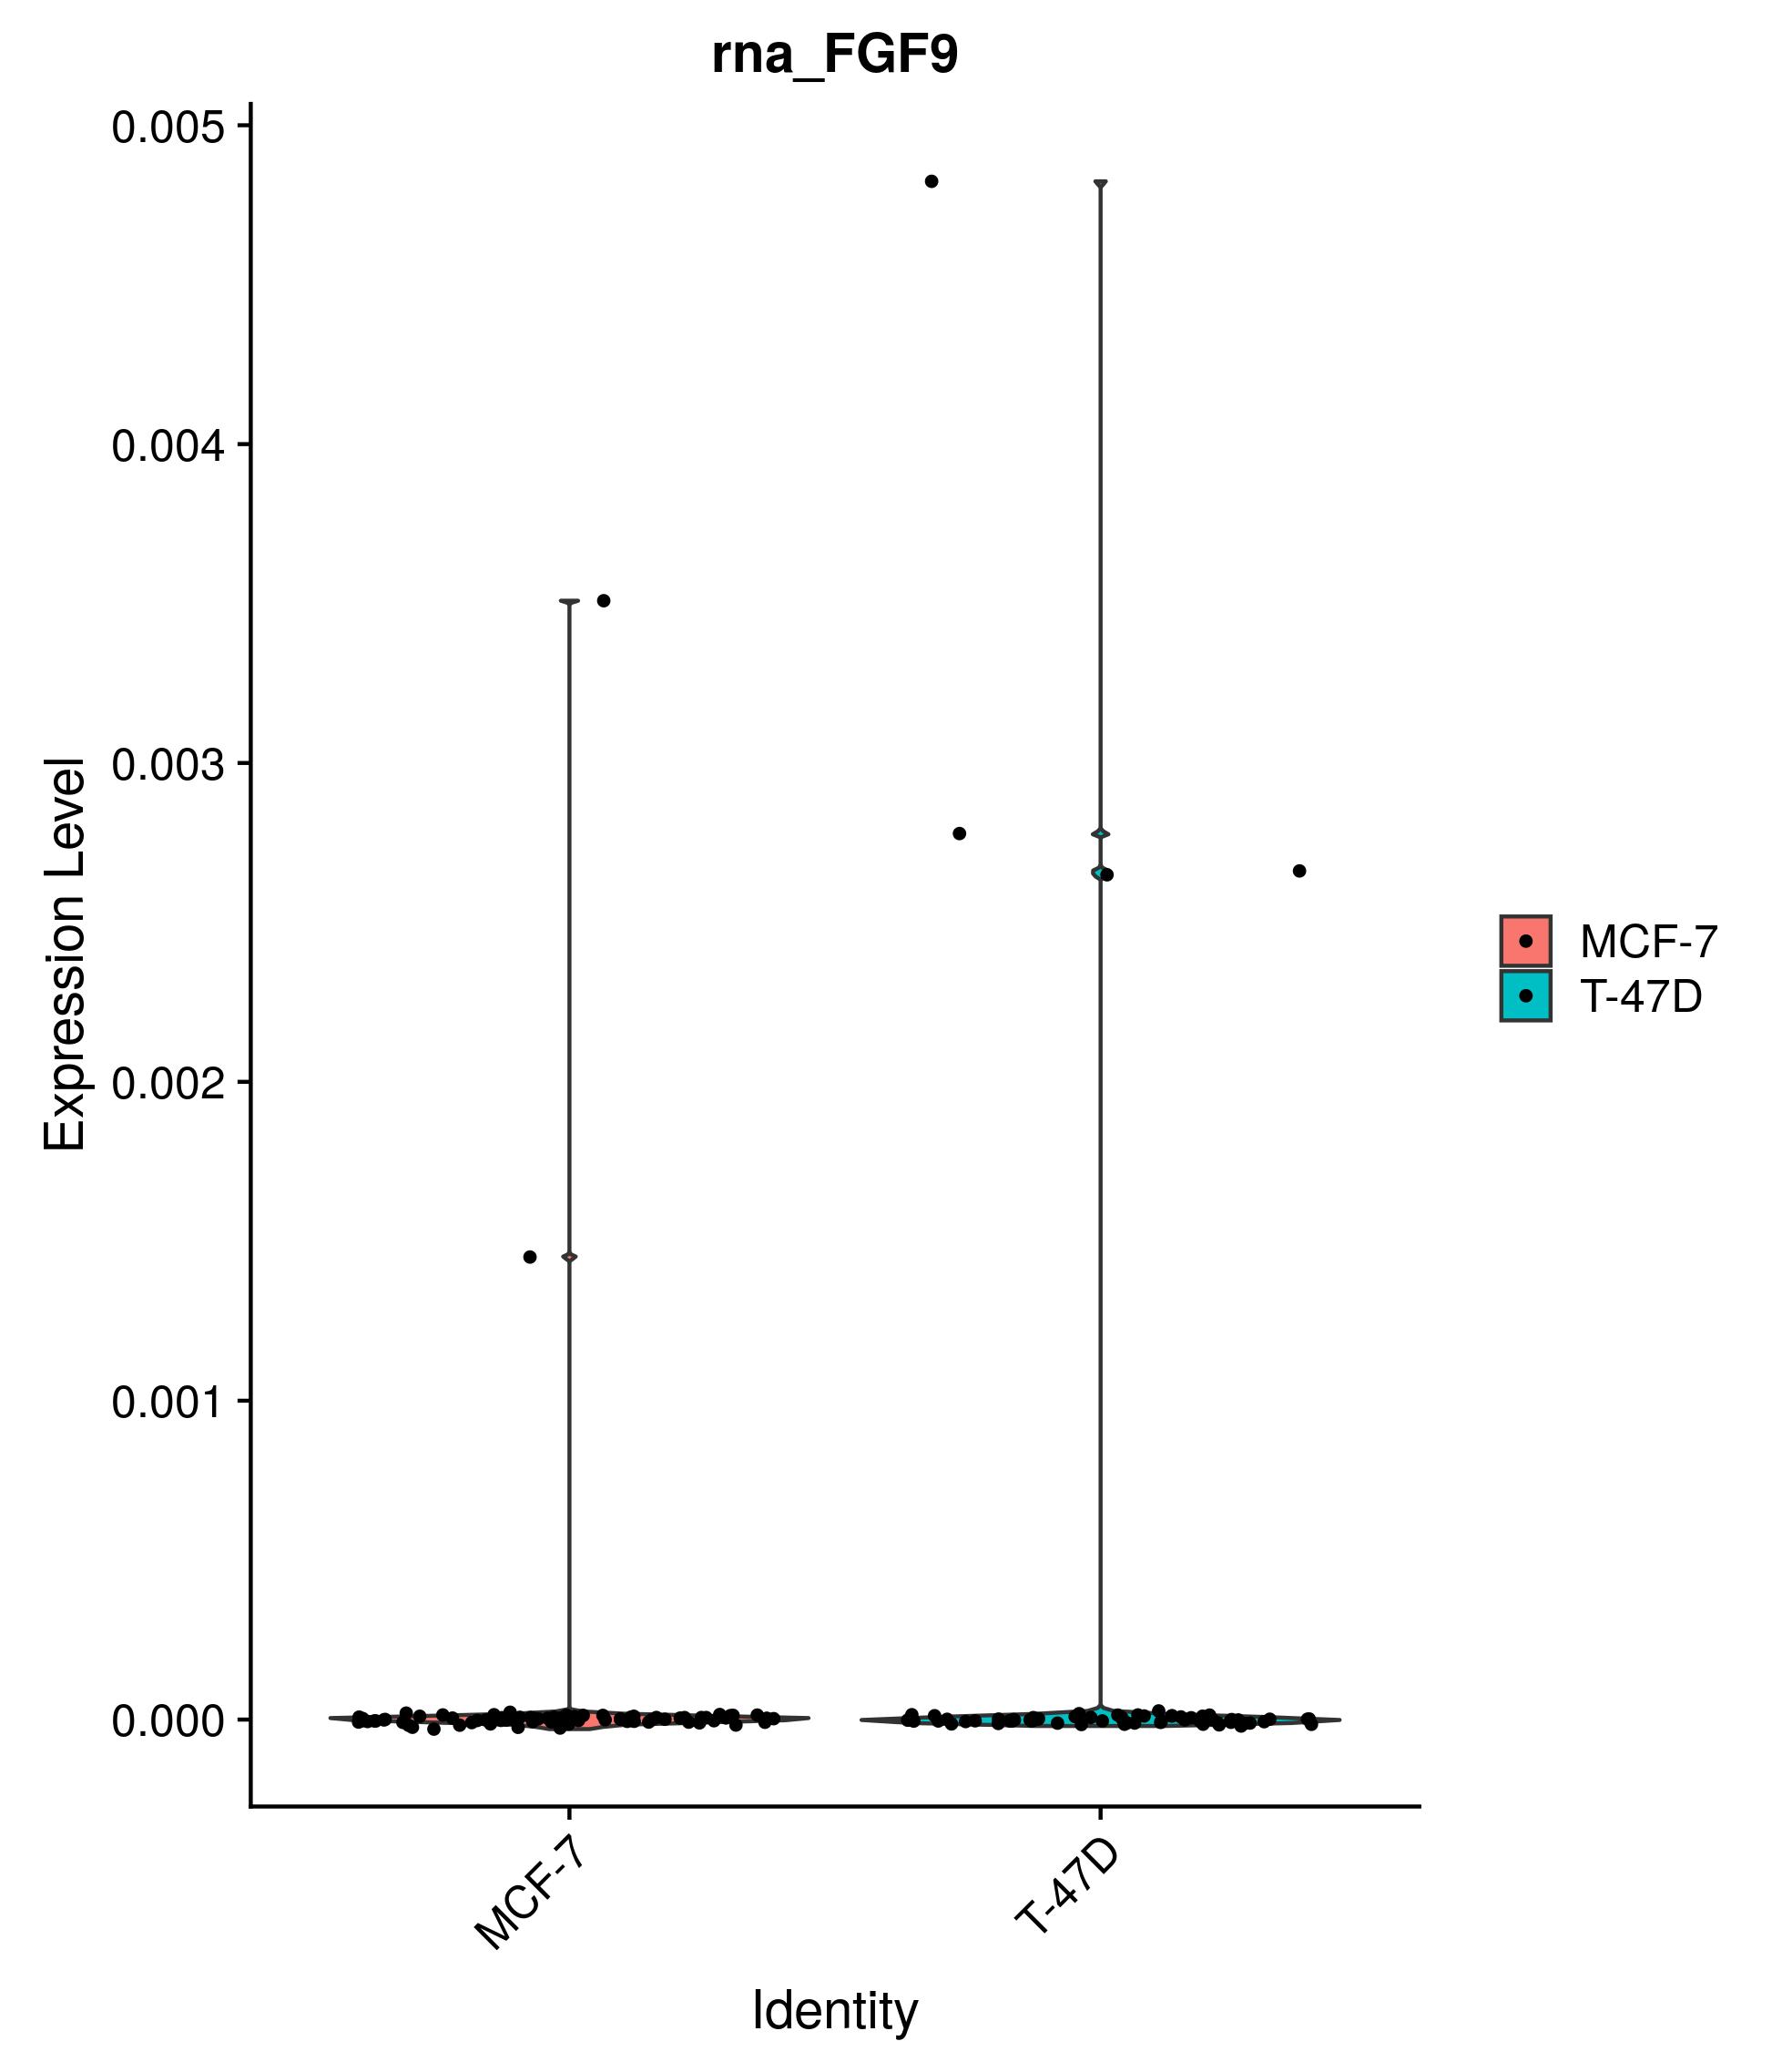 rna_FGF9
0.005
0.004
0.003
0.002
0.001
0.000
Expression Level
MCF-7
T-47D
Identity
MCF-7
T-47D